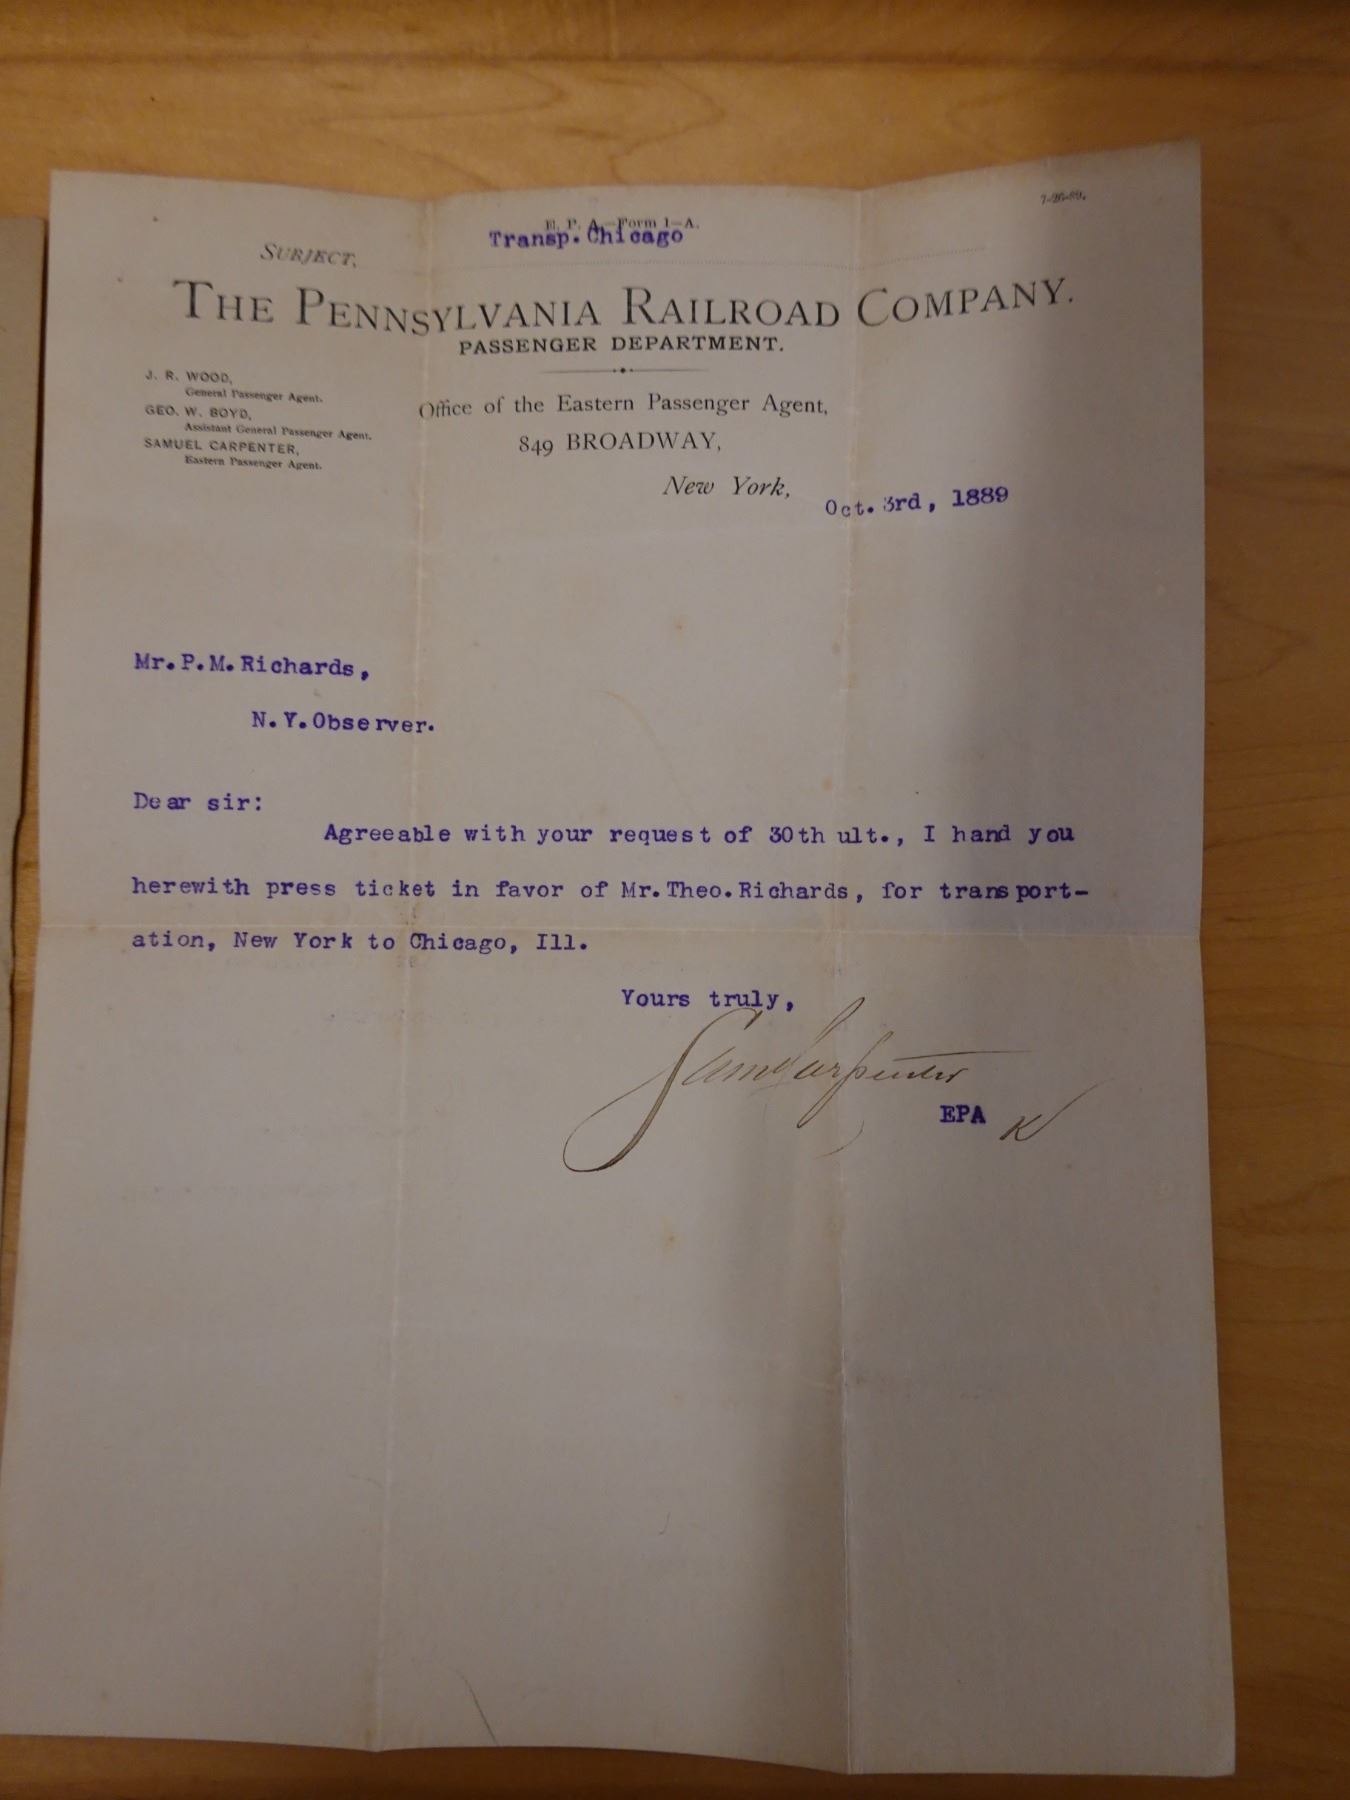 7-26-89.
E. P. A.—Form 1-A.
SUBJECT, Transp. Chicago
THE PENNSYLVANIA RAILROAD COMPANY.
PASSENGER DEPARTMENT.
J. R. WOOD,
General Passenger Agent.
GEO. W. BOYD,
Assistant General Passenger Agent.
SAMUEL CARPENTER,
Eastern Passenger Agent.
Office of the Eastern Passenger Agent,
849 BROADWAY,
New York, Oct. 3rd, 1889
Mr. P. M. Richards,
N. Y. Observer.
Dear sir:
Agreeable with your request of 30th ult., I hand you
herewith press ticket in favor of Mr. Theo. Richards, for transport-
ation, New York to Chicago, Ill.
Yours truly,
Saml Carpenter
EPA K